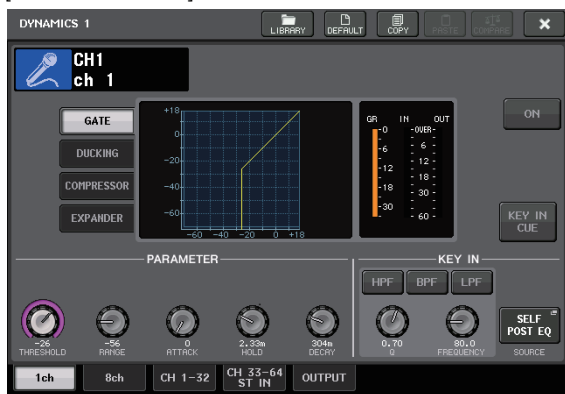 DYNAMICS 1
LIBRARY
DEFAULT
COPY
PASTE
COMPARE
CH1
ch 1
GATE
DUCKING
COMPRESSOR
EXPANDER
+18
0
-20
-40
-60
-60 -40 -20 0 +18
GR IN OUT
-0 -OVER-
-6 - 6 -
-12 - 12 -
-18 - 18 -
- 30 -
-30
- 60 -
ON
KEY IN
CUE
PARAMETER
KEY IN
HPF BPF LPF
-26 -56 0 2.33m 304m 0.70 80.0
THRESHOLD RANGE ATTACK HOLD DECAY Q FREQUENCY
SELF
POST EQ
SOURCE
1ch
8ch
CH 1-32
CH 33-64
ST IN
OUTPUT